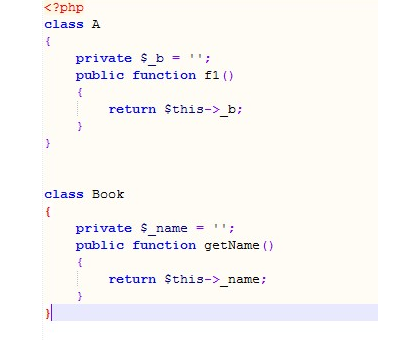 <?php
class A
{
    private $_b = '';
    public function f1()
    {
        return $this->_b;
    }
}
class Book
{
    private $_name = '';
    public function getName()
    {
        return $this->_name;
    }
}